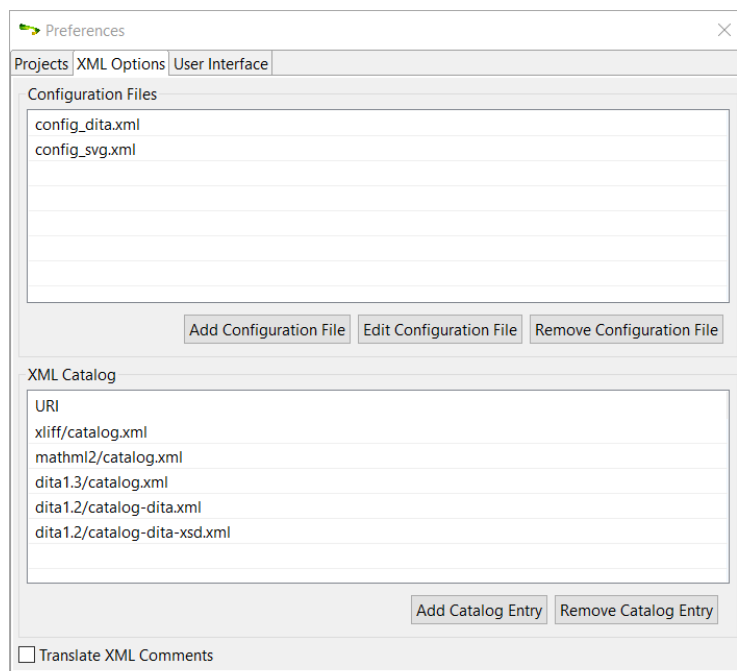 Preferences
Projects XML Options User Interface
Configuration Files
config_dita.xml
config_svg.xml
Add Configuration File Edit Configuration File Remove Configuration File
XML Catalog
URI
xliff/catalog.xml
mathml2/catalog.xml
dita1.3/catalog.xml
dita1.2/catalog-dita.xml
dita1.2/catalog-dita-xsd.xml
Add Catalog Entry Remove Catalog Entry
Translate XML Comments